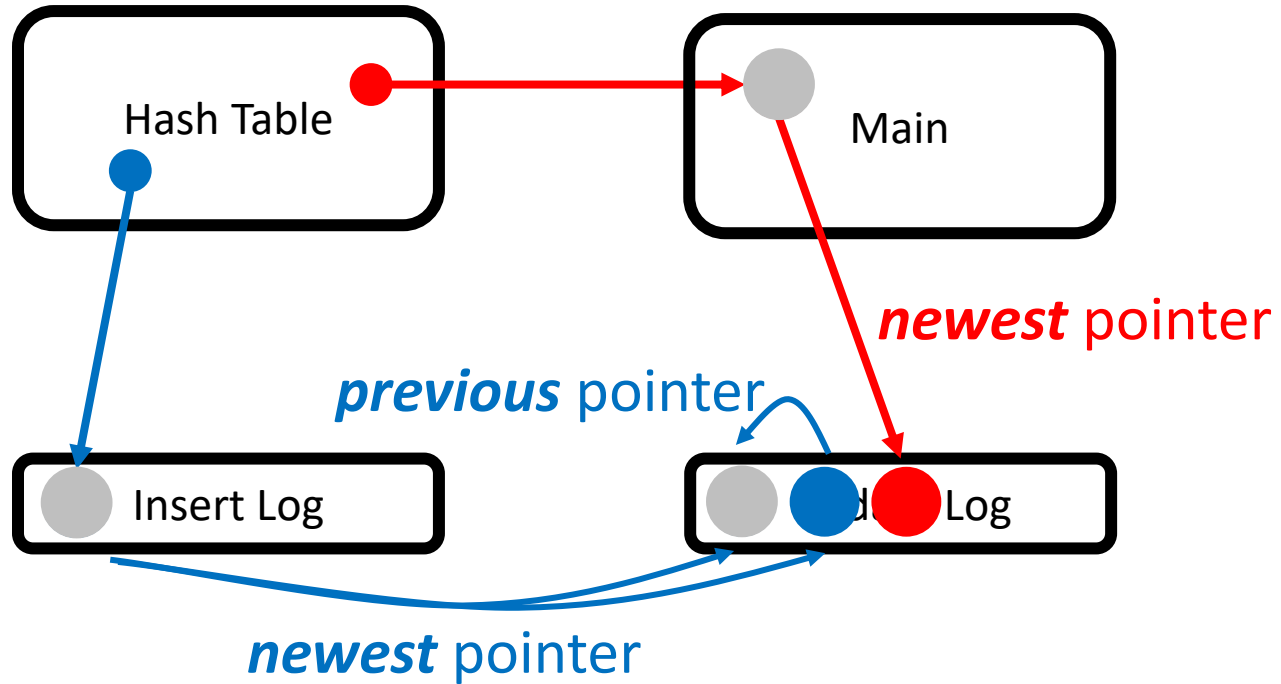 Hash Table
Main
newest pointer
previous pointer
Insert Log
Log
newest pointer